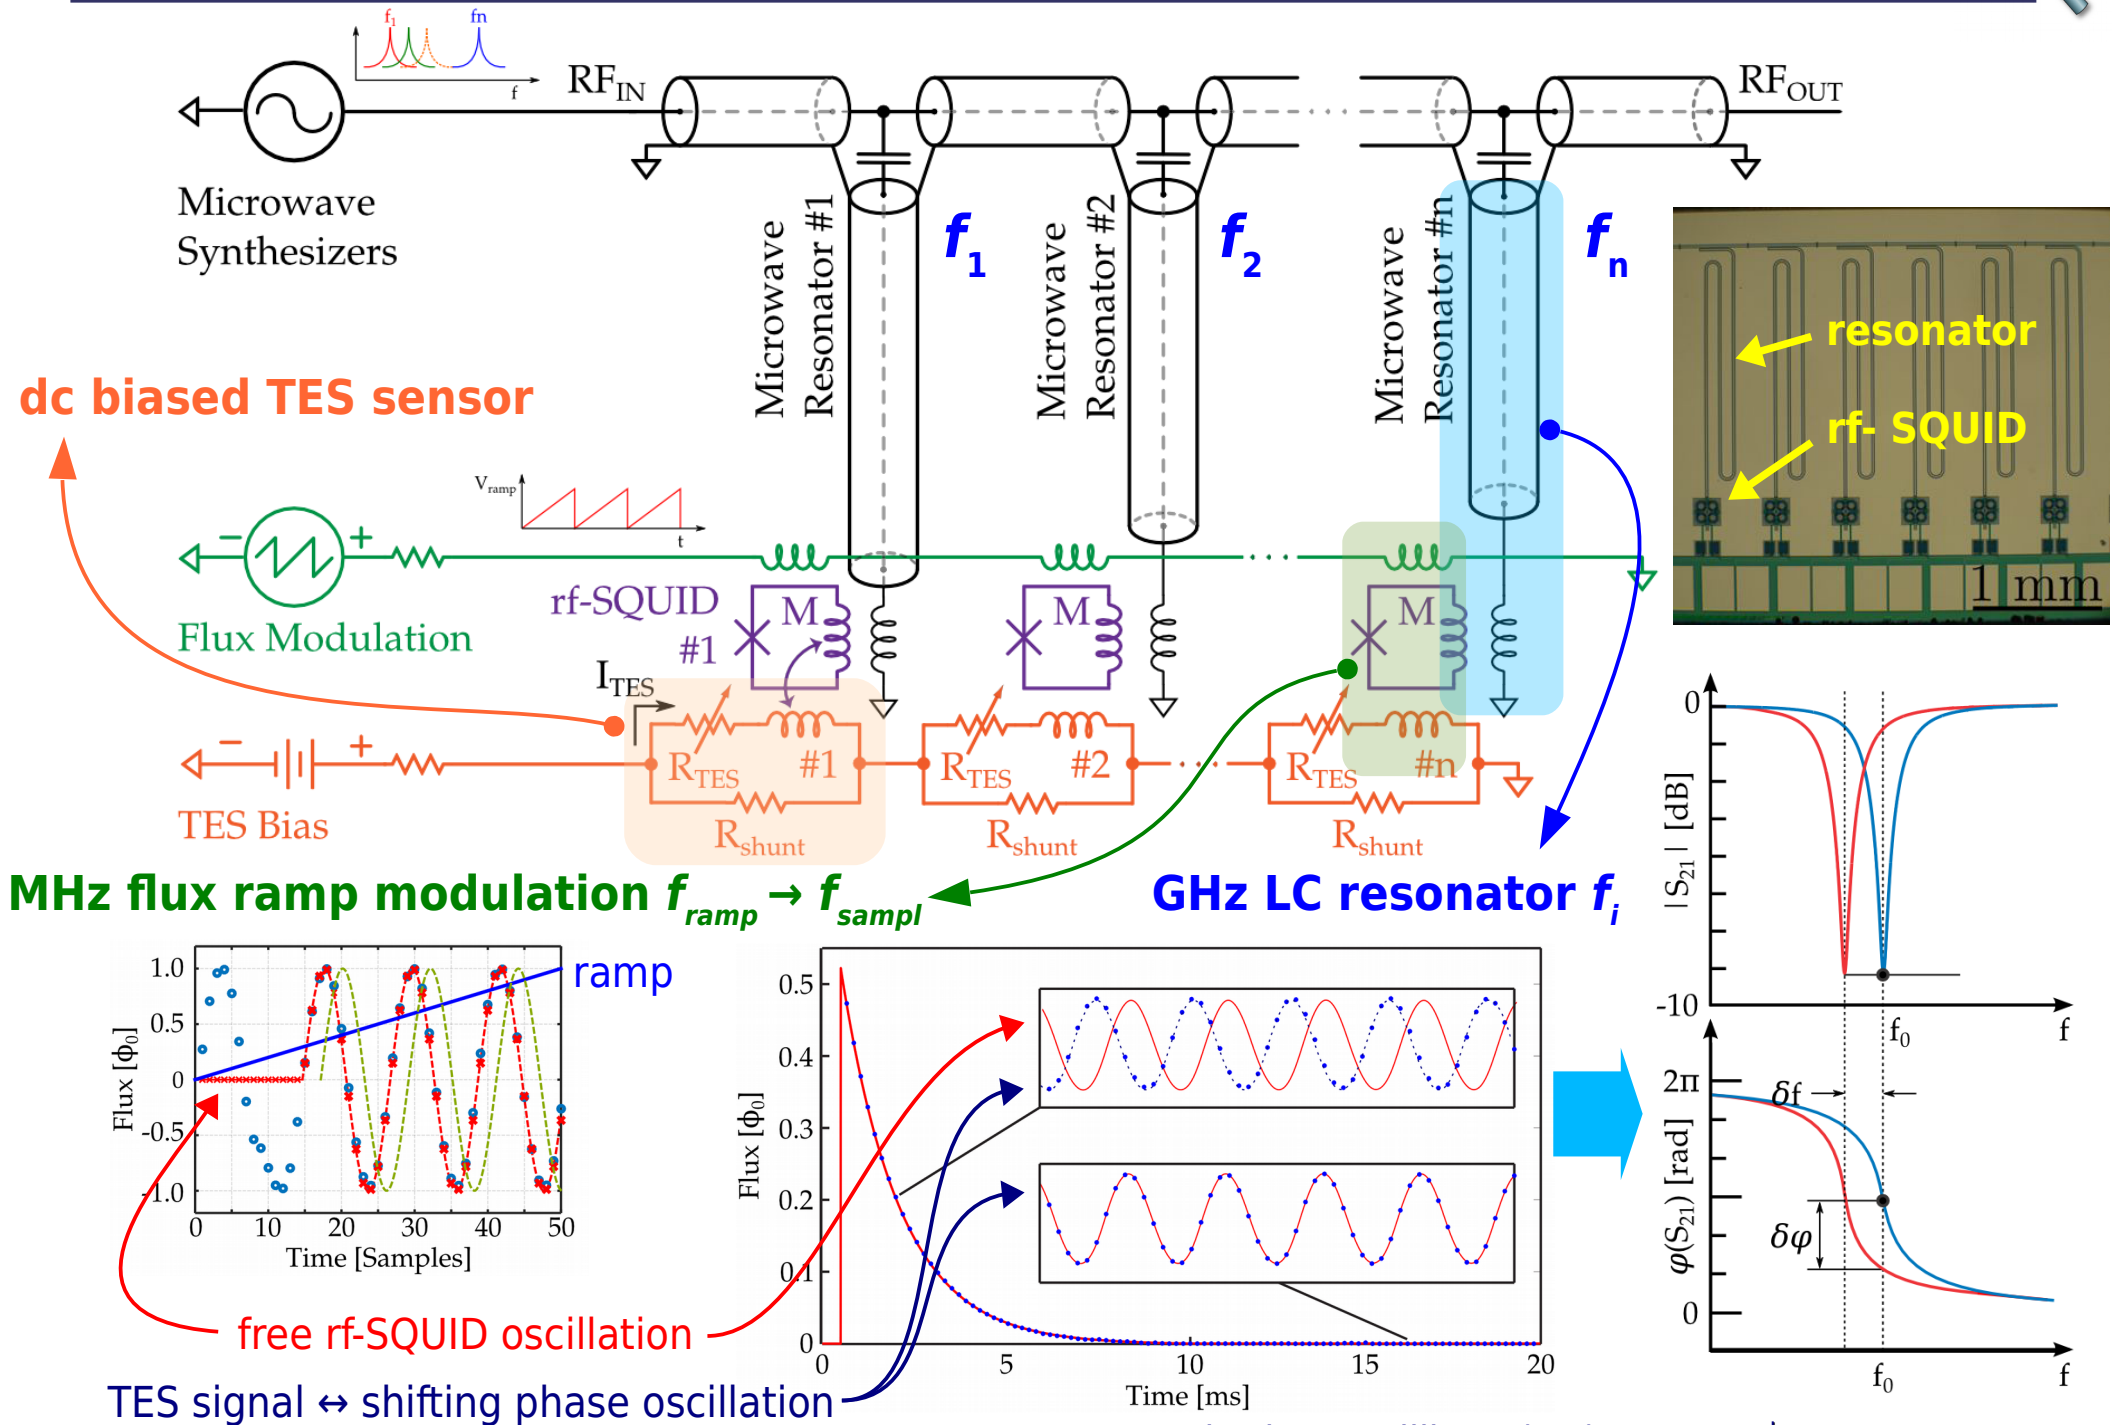 f1
fn
f
RFIN
RFOUT
Microwave
Synthesizers
Microwave
Resonator #1
f1
Microwave
Resonator #2
f2
Microwave
Resonator #n
fn
resonator
rf- SQUID
1 mm
dc biased TES sensor
Vramp
t
− +
Flux Modulation
rf-SQUID
#1
M
M
M
ITES
− +
TES Bias
RTES #1
Rshunt
RTES #2
Rshunt
RTES #n
Rshunt
MHz flux ramp modulation framp → fsampl
GHz LC resonator fi
0
|S21| [dB]
-10
f0
f
2π
δf
φ(S21) [rad]
δφ
0
f0
f
1.0
0.5
0
-0.5
-1.0
Flux [ϕ0]
ramp
0 10 20 30 40 50
Time [Samples]
0.5
0.4
0.3
0.2
0.1
0
Flux [ϕ0]
0 5 10 15 20
Time [ms]
free rf-SQUID oscillation
TES signal ↔ shifting phase oscillation